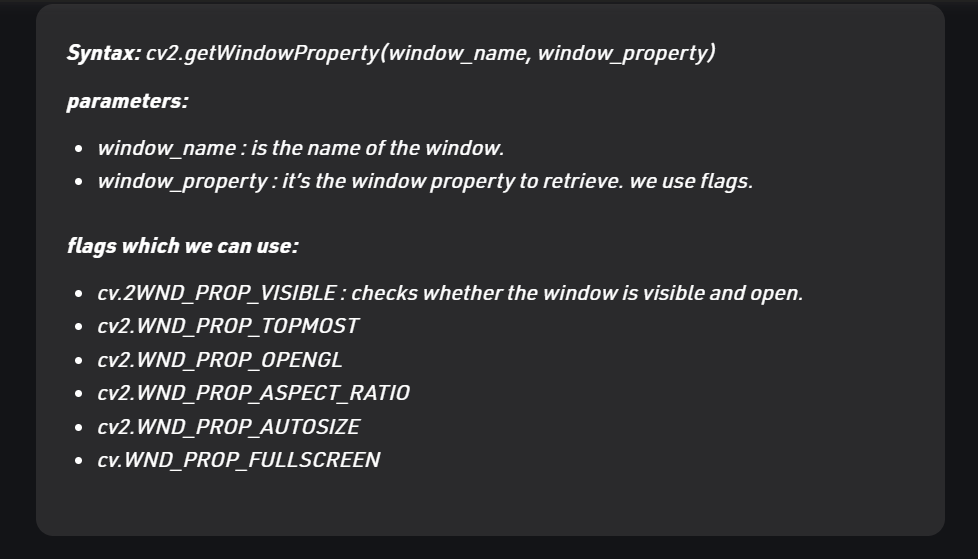 Syntax: cv2.getWindowProperty(window_name, window_property)
parameters:
window_name : is the name of the window.
window_property : it's the window property to retrieve. we use flags.
flags which we can use:
cv.2WND_PROP_VISIBLE : checks whether the window is visible and open.
cv2.WND_PROP_TOPMOST
cv2.WND_PROP_OPENGL
cv2.WND_PROP_ASPECT_RATIO
cv2.WND_PROP_AUTOSIZE
cv.WND_PROP_FULLSCREEN